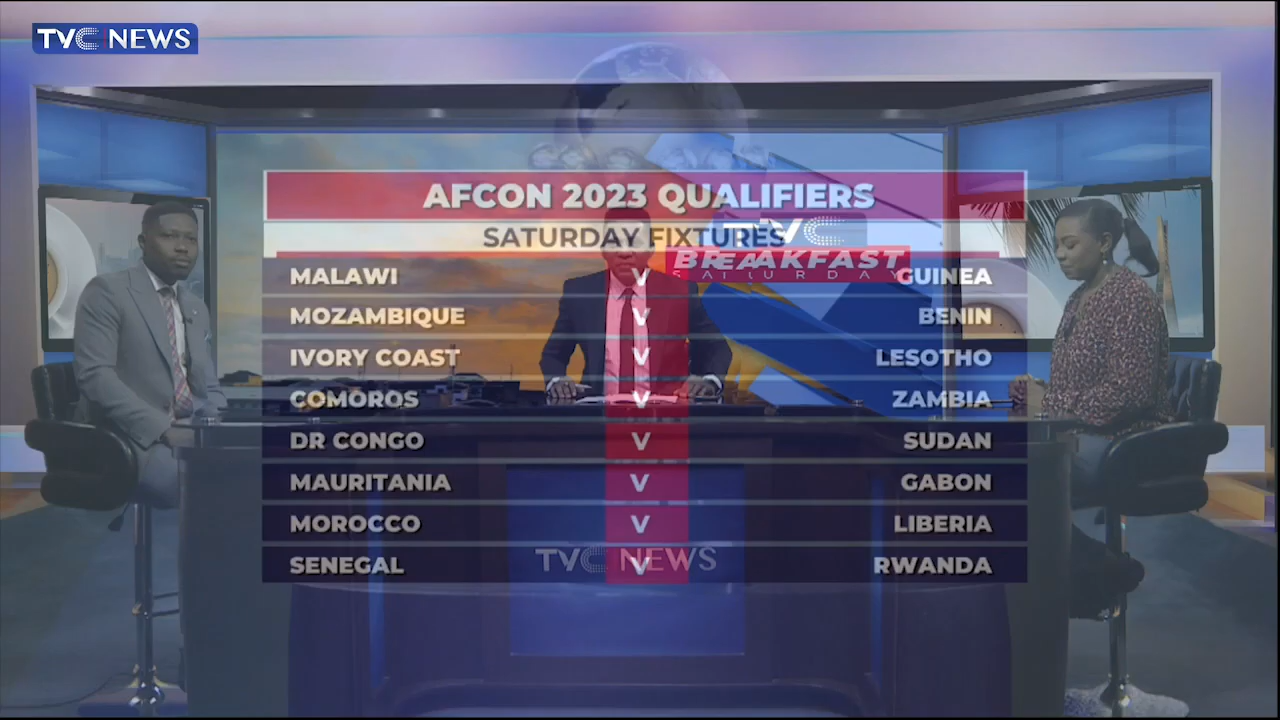 TVC NEWS
AFCON 2023 QUALIFIERS
SATURDAY FIXTURES
TVC
BREAKFAST
SATURDAY
MALAWI V GUINEA
MOZAMBIQUE V BENIN
IVORY COAST V LESOTHO
COMOROS V ZAMBIA
DR CONGO V SUDAN
MAURITANIA V GABON
MOROCCO V LIBERIA
SENEGAL V RWANDA
TVC NEWS